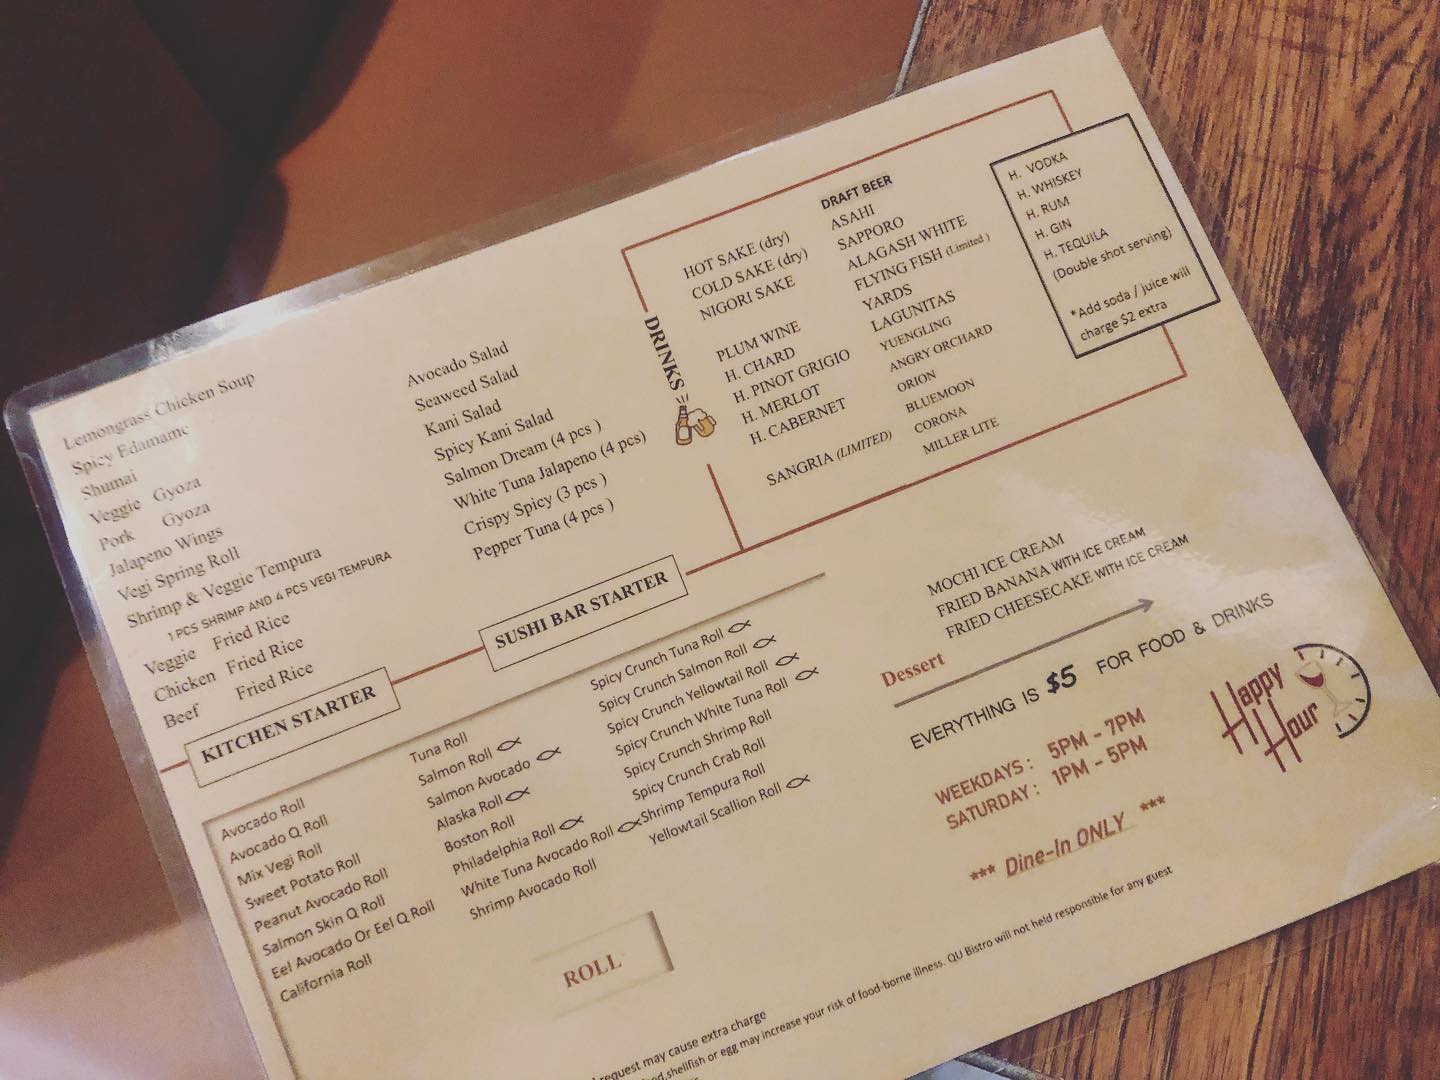 Lemongrass Chicken Soup
Spicy Edamame
Shumai
Veggie Gyoza
Pork Gyoza
Jalapeno Wings
Vegi Spring Roll
Shrimp & Veggie Tempura
1 PCS SHRIMP AND 4 PCS VEGI TEMPURA
Veggie Fried Rice
Chicken Fried Rice
Beef Fried Rice
KITCHEN STARTER
Avocado Salad
Seaweed Salad
Kani Salad
Spicy Kani Salad
Salmon Dream (4 pcs )
White Tuna Jalapeno (4 pcs)
Crispy Spicy (3 pcs )
Pepper Tuna (4 pcs )
SUSHI BAR STARTER
DRINKS
HOT SAKE (dry)
COLD SAKE (dry)
NIGORI SAKE
PLUM WINE
H. CHARD
H. PINOT GRIGIO
H. MERLOT
H. CABERNET
SANGRIA (LIMITED)
DRAFT BEER
ASAHI
SAPPORO
ALAGASH WHITE
FLYING FISH (Limited )
YARDS
LAGUNITAS
YUENGLING
ANGRY ORCHARD
ORION
BLUEMOON
CORONA
MILLER LITE
H. VODKA
H. WHISKEY
H. RUM
H. GIN
H. TEQUILA
(Double shot serving)
*Add soda / juice will
charge $2 extra
Avocado Roll
Avocado Q Roll
Mix Vegi Roll
Sweet Potato Roll
Peanut Avocado Roll
Salmon Skin Q Roll
Eel Avocado Or Eel Q Roll
California Roll
Tuna Roll
Salmon Roll
Salmon Avocado
Alaska Roll
Boston Roll
Philadelphia Roll
White Tuna Avocado Roll
Shrimp Avocado Roll
Spicy Crunch Tuna Roll
Spicy Crunch Salmon Roll
Spicy Crunch Yellowtail Roll
Spicy Crunch White Tuna Roll
Spicy Crunch Shrimp Roll
Spicy Crunch Crab Roll
Shrimp Tempura Roll
Yellowtail Scallion Roll
ROLL
MOCHI ICE CREAM
FRIED BANANA WITH ICE CREAM
FRIED CHEESECAKE WITH ICE CREAM
Dessert
EVERYTHING IS $5 FOR FOOD & DRINKS
WEEKDAYS : 5PM - 7PM
SATURDAY : 1PM - 5PM
*** Dine-In ONLY ***
Happy
Hour
request may cause extra charge
shellfish or egg may increase your risk of food-borne illness. QU Bistro will not held responsible for any guest